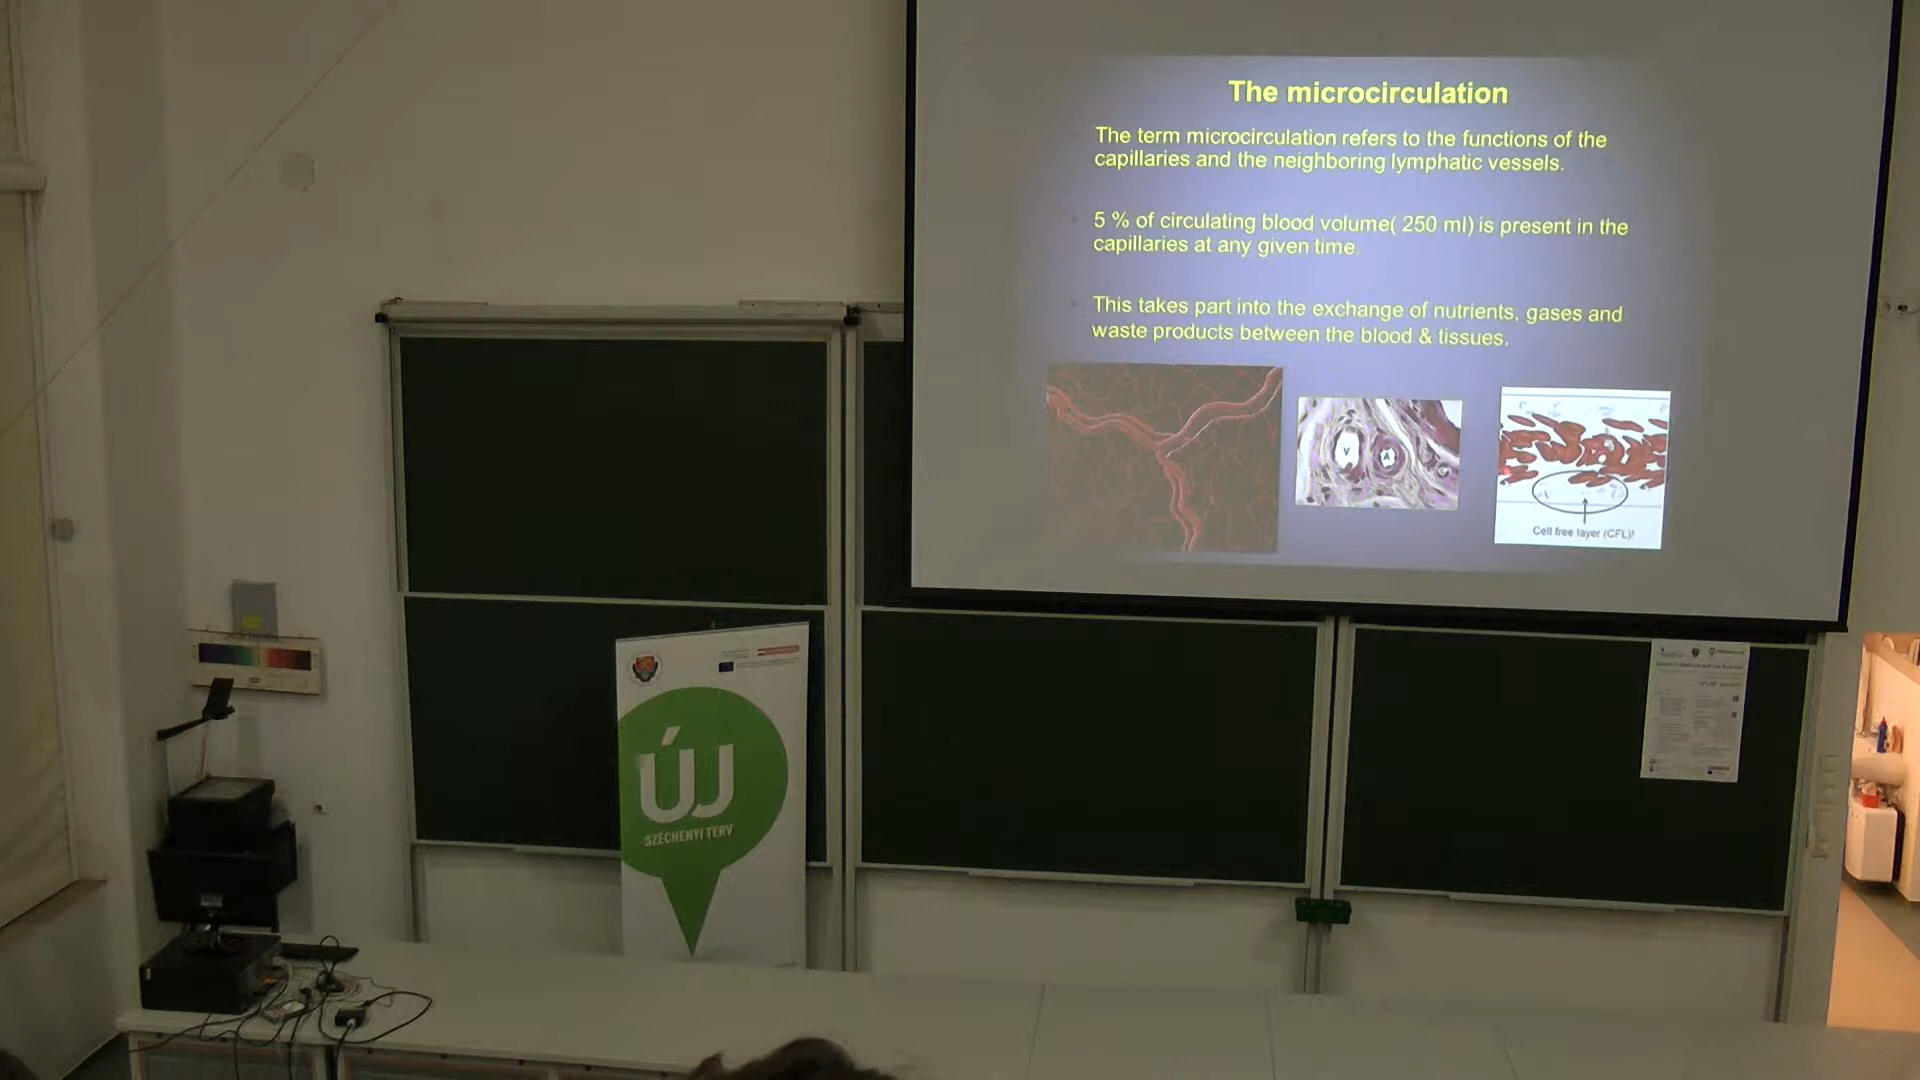 The microcirculation
The term microcirculation refers to the functions of the
capillaries and the neighboring lymphatic vessels.
5 % of circulating blood volume( 250 ml) is present in the
capillaries at any given time.
This takes part into the exchange of nutrients, gases and
waste products between the blood & tissues.
V
A
Cell free layer (CFL)!
ÚJ
SZÉCHENYI TERV